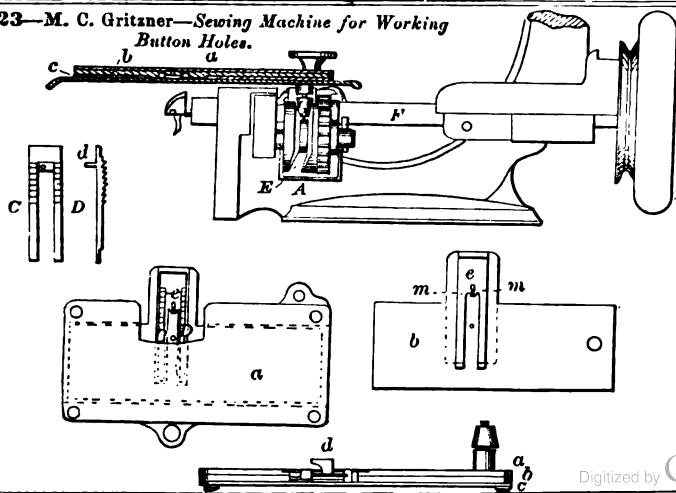 23—M. C. Gritzner—Sewing Machine for Working
Button Holes.
c b a
F
E A
d
C D
e
a
m e m
b
d
a
b
c
Digitized by